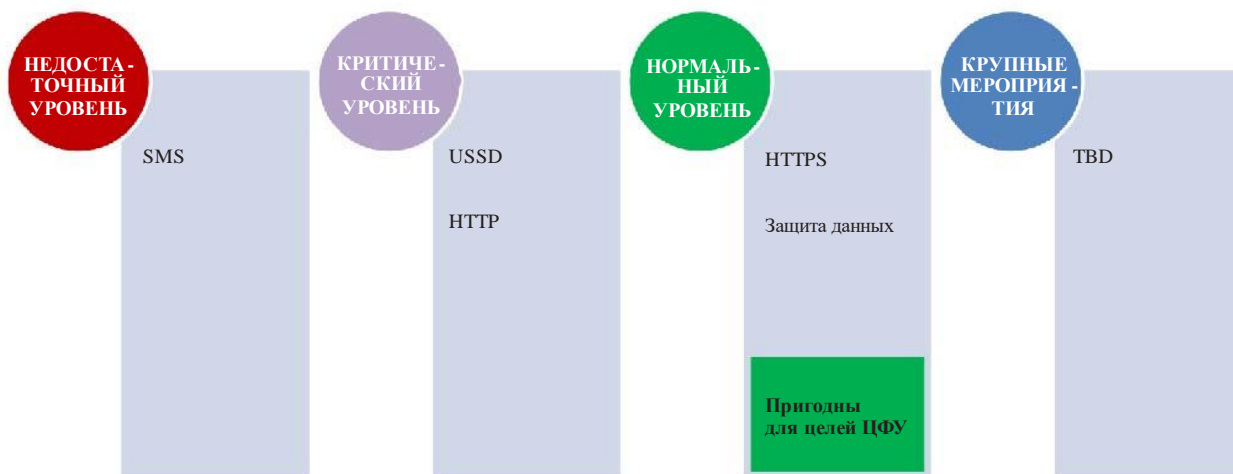 НЕДОСТА -
ТОЧНЫЙ
УРОВЕНЬ
SMS
КРИТИЧЕ-
СКИЙ
УРОВЕНЬ
USSD
HTTP
НОРМАЛЬ-
НЫЙ
УРОВЕНЬ
HTTPS
Защита данных
Пригодны
для целей ЦФУ
КРУПНЫЕ
МЕРОПРИЯ -
ТИЯ
TBD